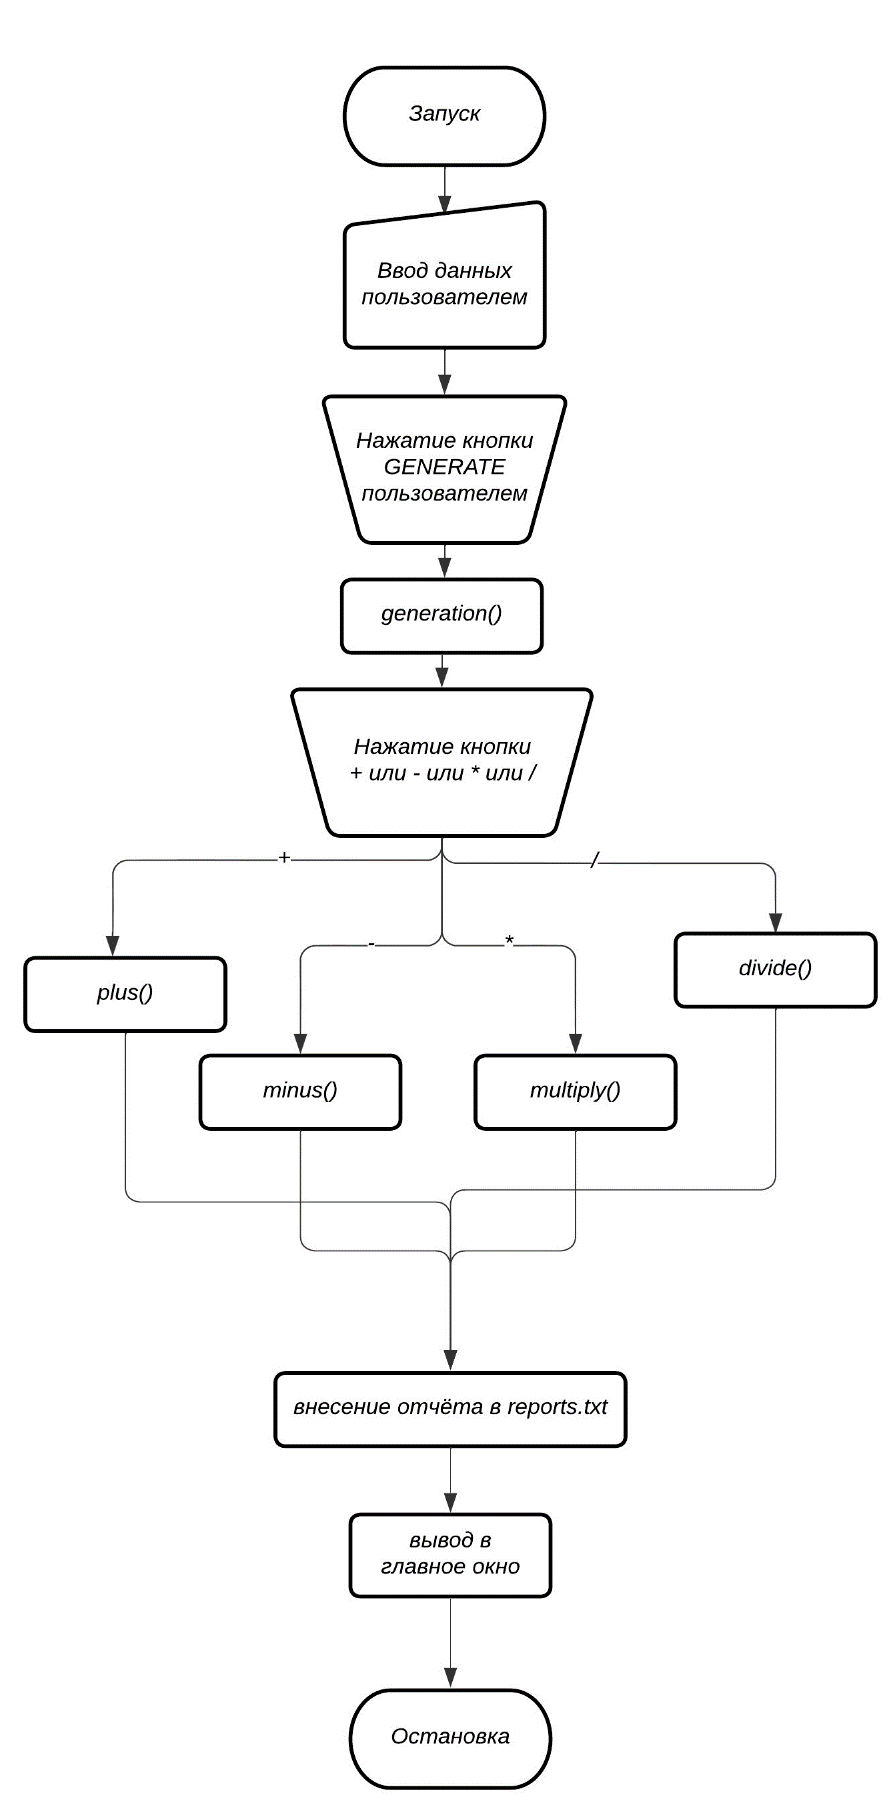 Запуск
Ввод данных
пользователем
Нажатие кнопки
GENERATE
пользователем
generation()
Нажатие кнопки
+ или - или * или /
+
/
-
*
plus()
divide()
minus()
multiply()
внесение отчёта в reports.txt
вывод в
главное окно
Остановка